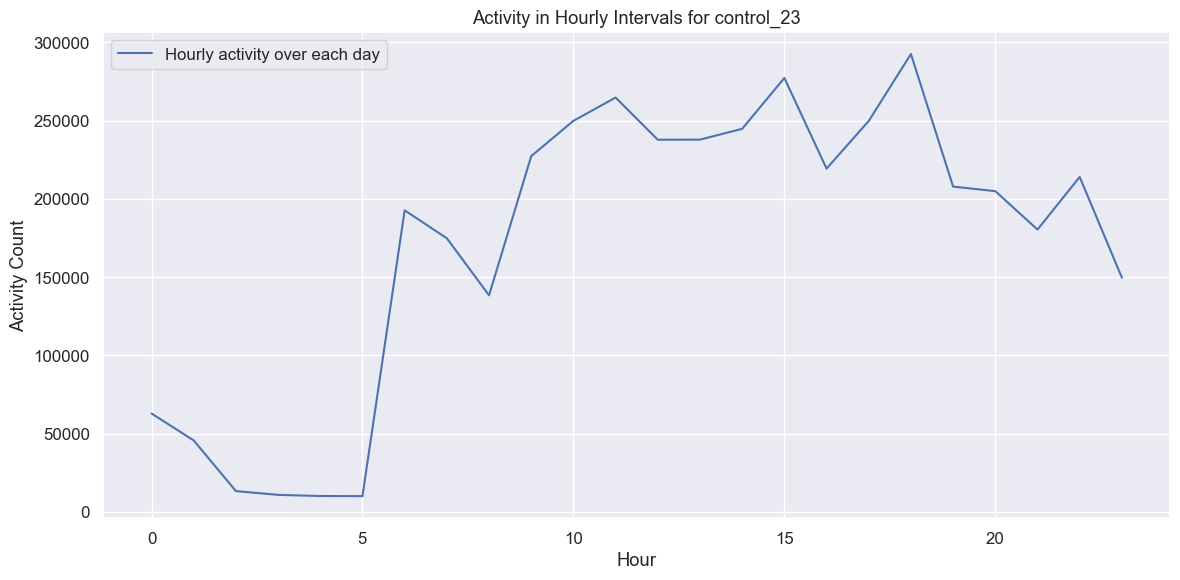 Activity in Hourly Intervals for control_23
Hourly activity over each day
300000
250000
200000
150000
100000
50000
0
Activity Count
0 5 10 15 20
Hour